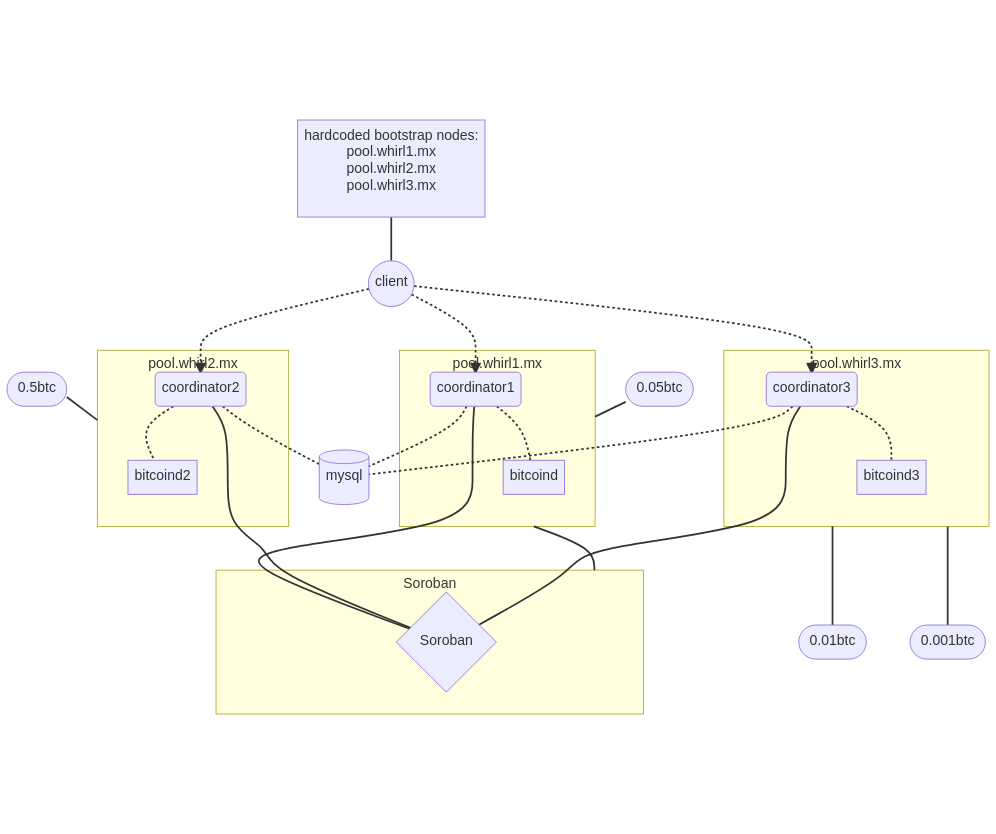 hardcoded bootstrap nodes:
pool.whirl1.mx
pool.whirl2.mx
pool.whirl3.mx
client
pool.whirl2.mx
pool.whirl1.mx
pool.whirl3.mx
0.5btc
coordinator2
coordinator1
0.05btc
coordinator3
bitcoind2
mysql
bitcoind
bitcoind3
Soroban
Soroban
0.01btc
0.001btc